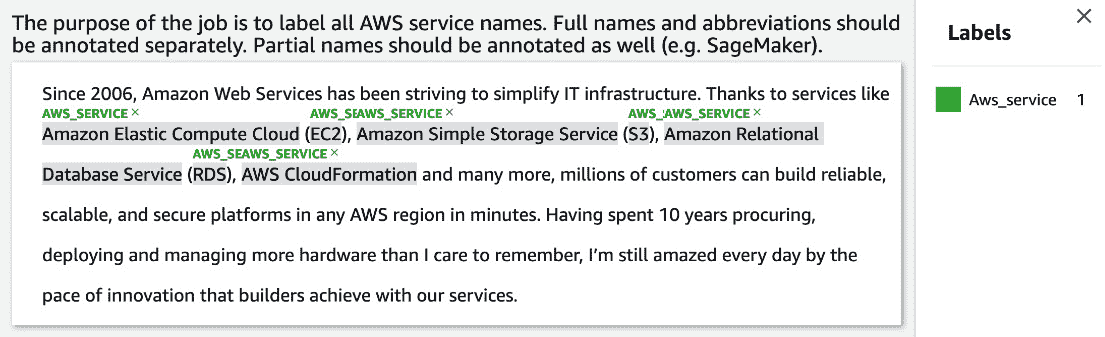 The purpose of the job is to label all AWS service names. Full names and abbreviations should
be annotated separately. Partial names should be annotated as well (e.g. SageMaker).
Since 2006, Amazon Web Services has been striving to simplify IT infrastructure. Thanks to services like
AWS_SERVICE × AWS_SEAWS_SERVICE × AWS_:AWS_SERVICE ×
Amazon Elastic Compute Cloud (EC2), Amazon Simple Storage Service (S3), Amazon Relational
AWS_SEAWS_SERVICE ×
Database Service (RDS), AWS CloudFormation and many more, millions of customers can build reliable,
scalable, and secure platforms in any AWS region in minutes. Having spent 10 years procuring,
deploying and managing more hardware than I care to remember, I’m still amazed every day by the
pace of innovation that builders achieve with our services.
×
Labels
Aws_service 1